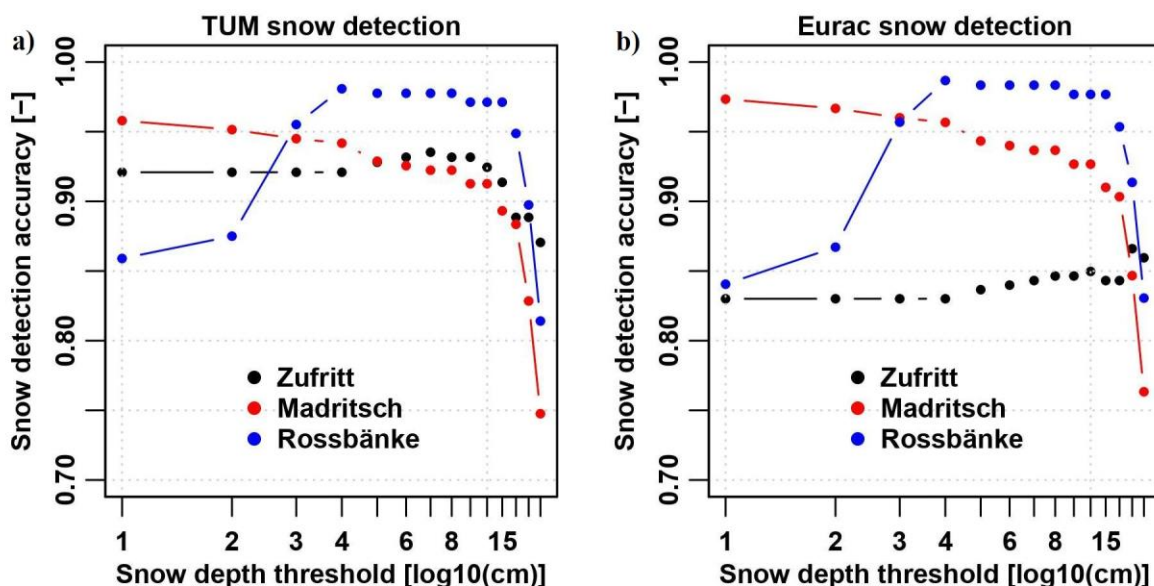 a)
TUM snow detection
Snow detection accuracy [–]
1.00
0.90
0.80
0.70
Zufritt
Madritsch
Rossbänke
1 2 3 4 6 8 15
Snow depth threshold [log10(cm)]
b)
Eurac snow detection
Snow detection accuracy [–]
1.00
0.90
0.80
0.70
Zufritt
Madritsch
Rossbänke
1 2 3 4 6 8 15
Snow depth threshold [log10(cm)]